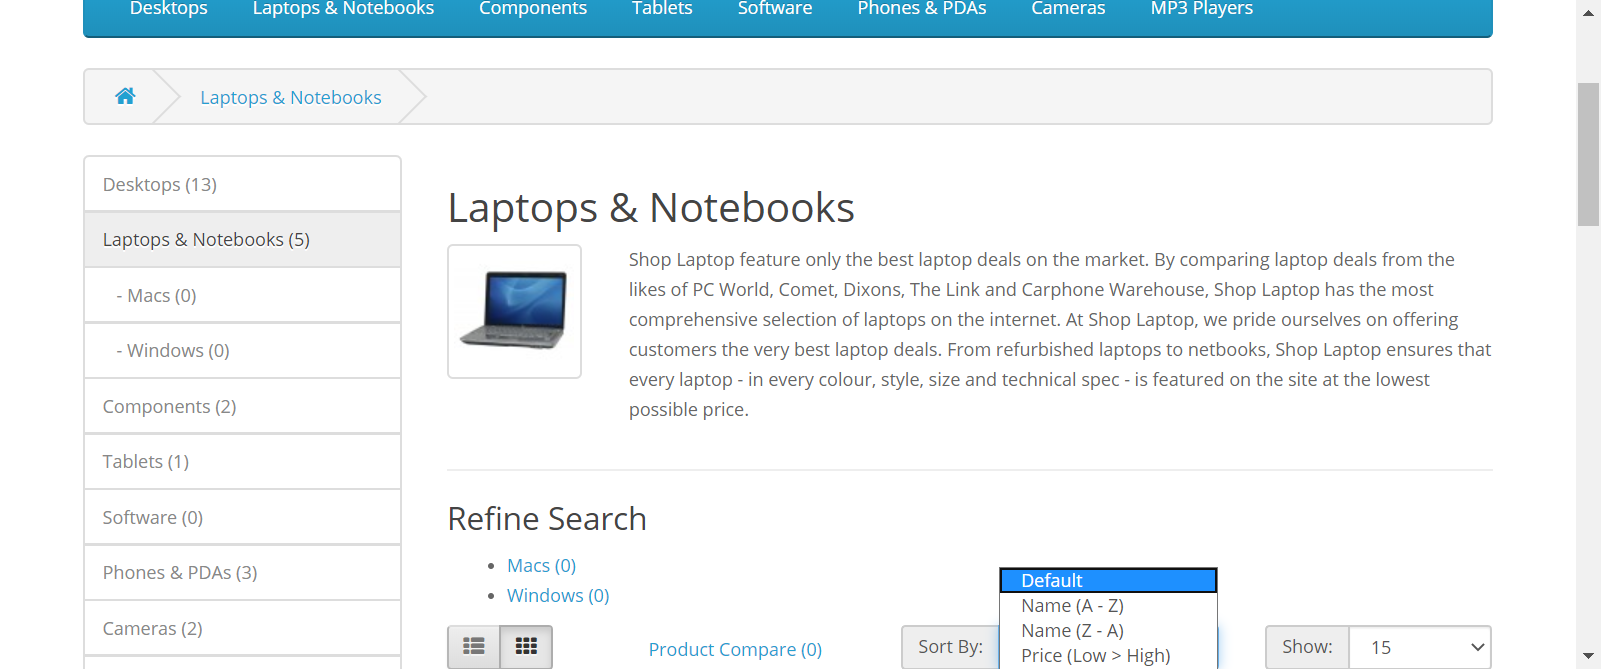 Desktops Laptops & Notebooks Components Tablets Software Phones & PDAs Cameras MP3 Players
Laptops & Notebooks
Desktops (13)
Laptops & Notebooks (5)
- Macs (0)
- Windows (0)
Components (2)
Tablets (1)
Software (0)
Phones & PDAs (3)
Cameras (2)
Laptops & Notebooks
Shop Laptop feature only the best laptop deals on the market. By comparing laptop deals from the
likes of PC World, Comet, Dixons, The Link and Carphone Warehouse, Shop Laptop has the most
comprehensive selection of laptops on the internet. At Shop Laptop, we pride ourselves on offering
customers the very best laptop deals. From refurbished laptops to netbooks, Shop Laptop ensures that
every laptop - in every colour, style, size and technical spec - is featured on the site at the lowest
possible price.
Refine Search
Macs (0)
Windows (0)
Product Compare (0)
Sort By:
Default
Name (A - Z)
Name (Z - A)
Price (Low > High)
Show: 15